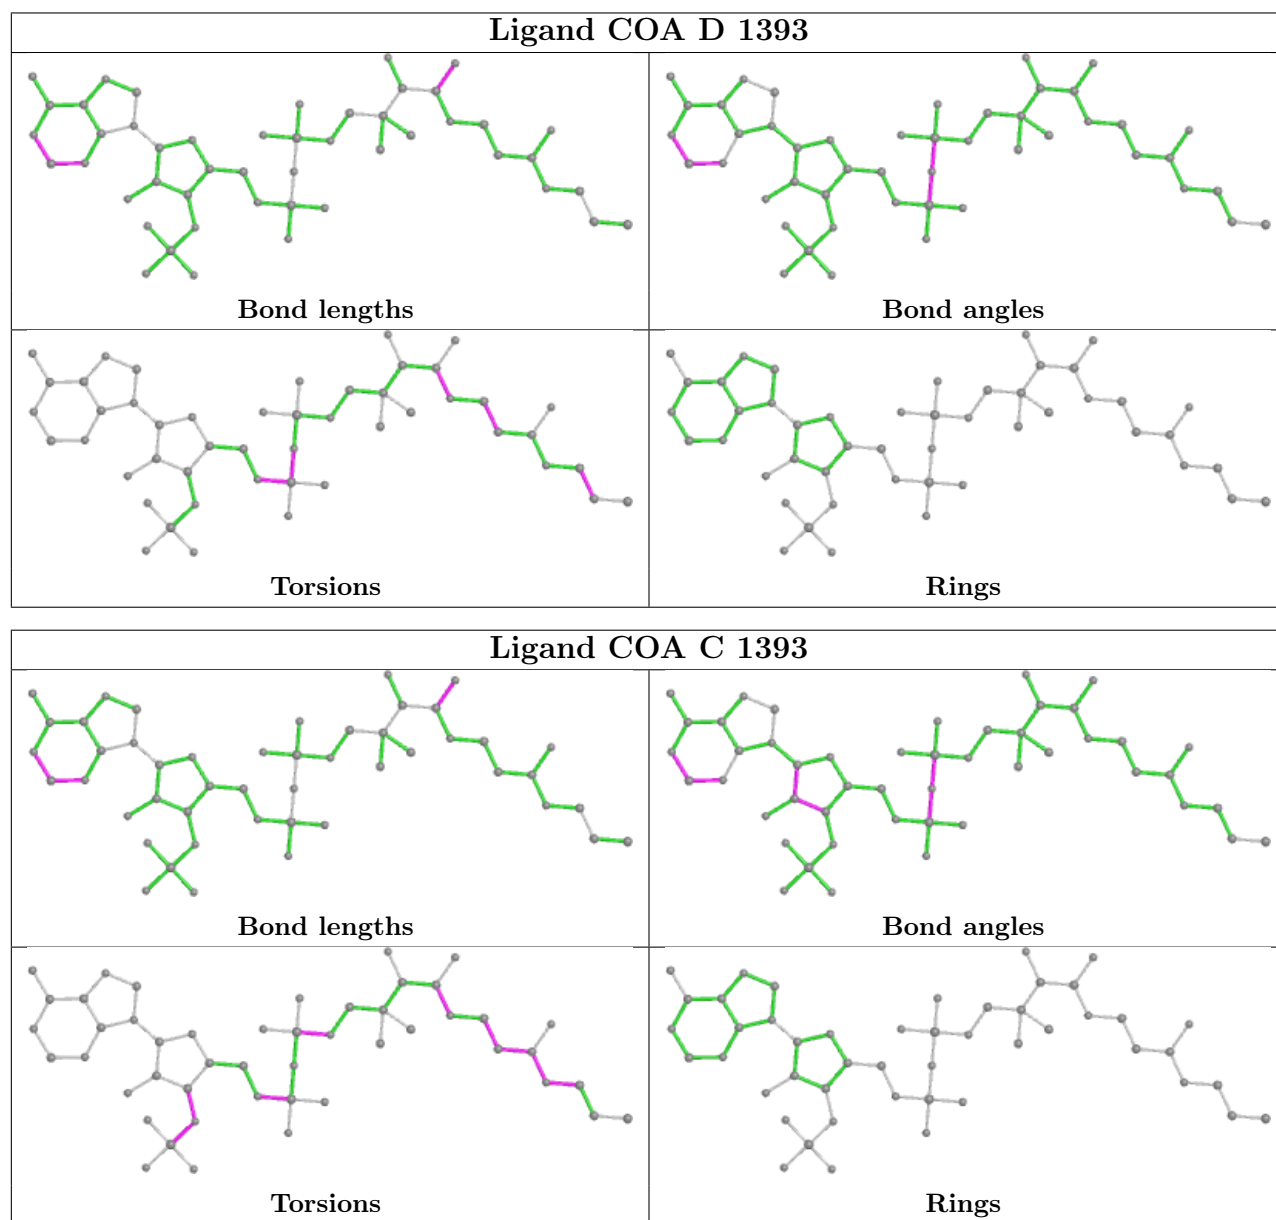 Ligand COA D 1393
Bond lengths
Bond angles
Torsions
Rings
Ligand COA C 1393
Bond lengths
Bond angles
Torsions
Rings